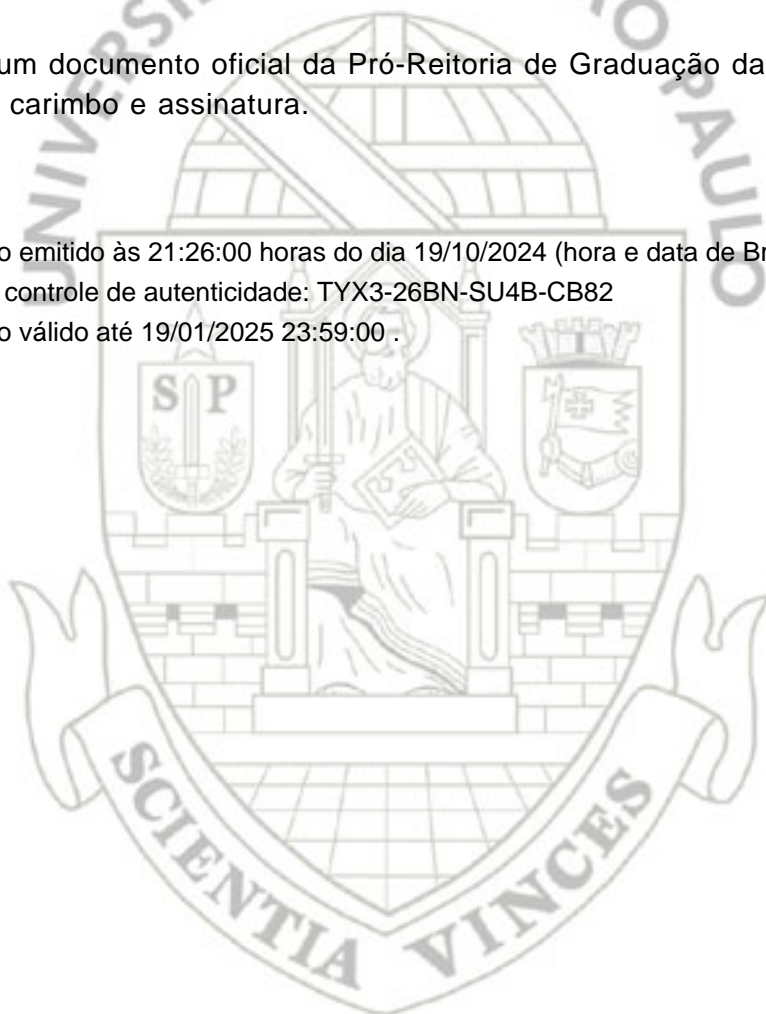 UNIVERSI
O PAULO
um documento oficial da Pró-Reitoria de Graduação da
carimbo e assinatura.
o emitido às 21:26:00 horas do dia 19/10/2024 (hora e data de Br
controle de autenticidade: TYX3-26BN-SU4B-CB82
o válido até 19/01/2025 23:59:00 .
S P
SCIENTIA VINCES